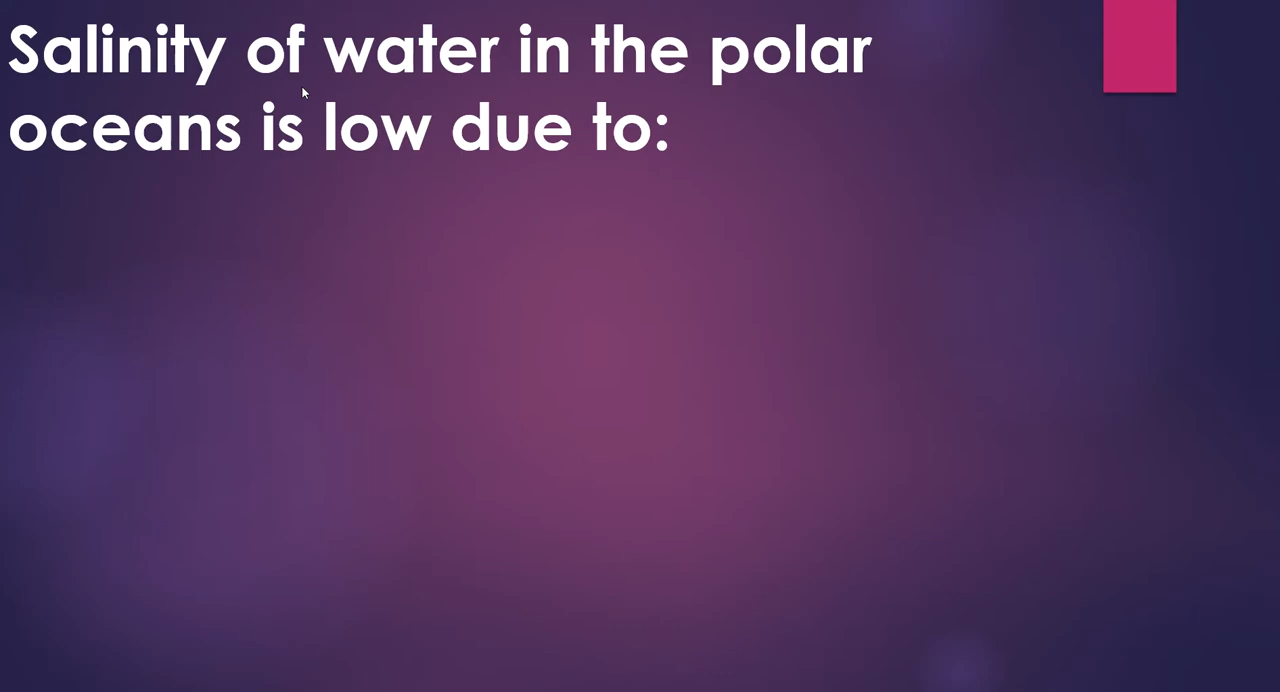 Salinity of water in the polar
oceans is low due to: